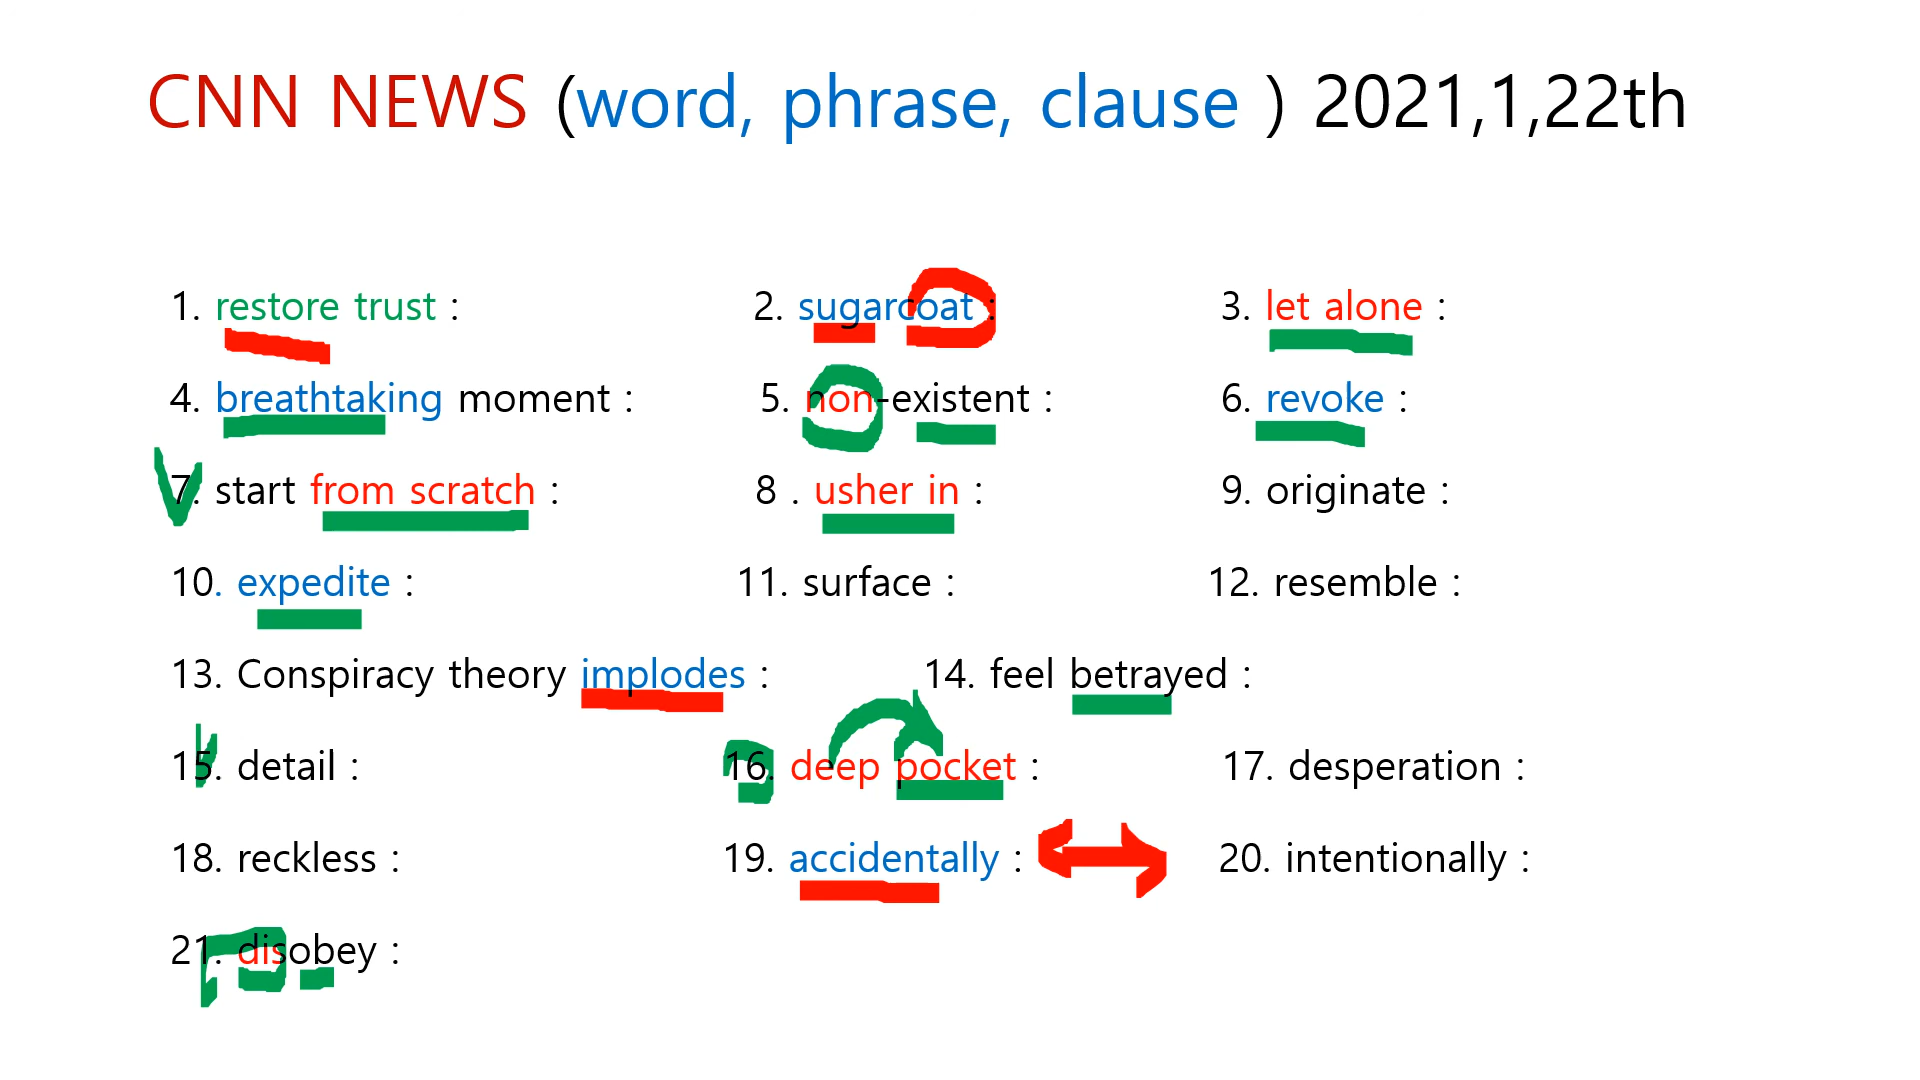 CNN NEWS (word, phrase, clause ) 2021,1,22th
1. restore trust : 2. sugarcoat : 3. let alone :
4. breathtaking moment : 5. non-existent : 6. revoke :
7. start from scratch : 8 . usher in : 9. originate :
10. expedite : 11. surface : 12. resemble :
13. Conspiracy theory implodes : 14. feel betrayed :
15. detail : 16. deep pocket : 17. desperation :
18. reckless : 19. accidentally : 20. intentionally :
21. disobey :